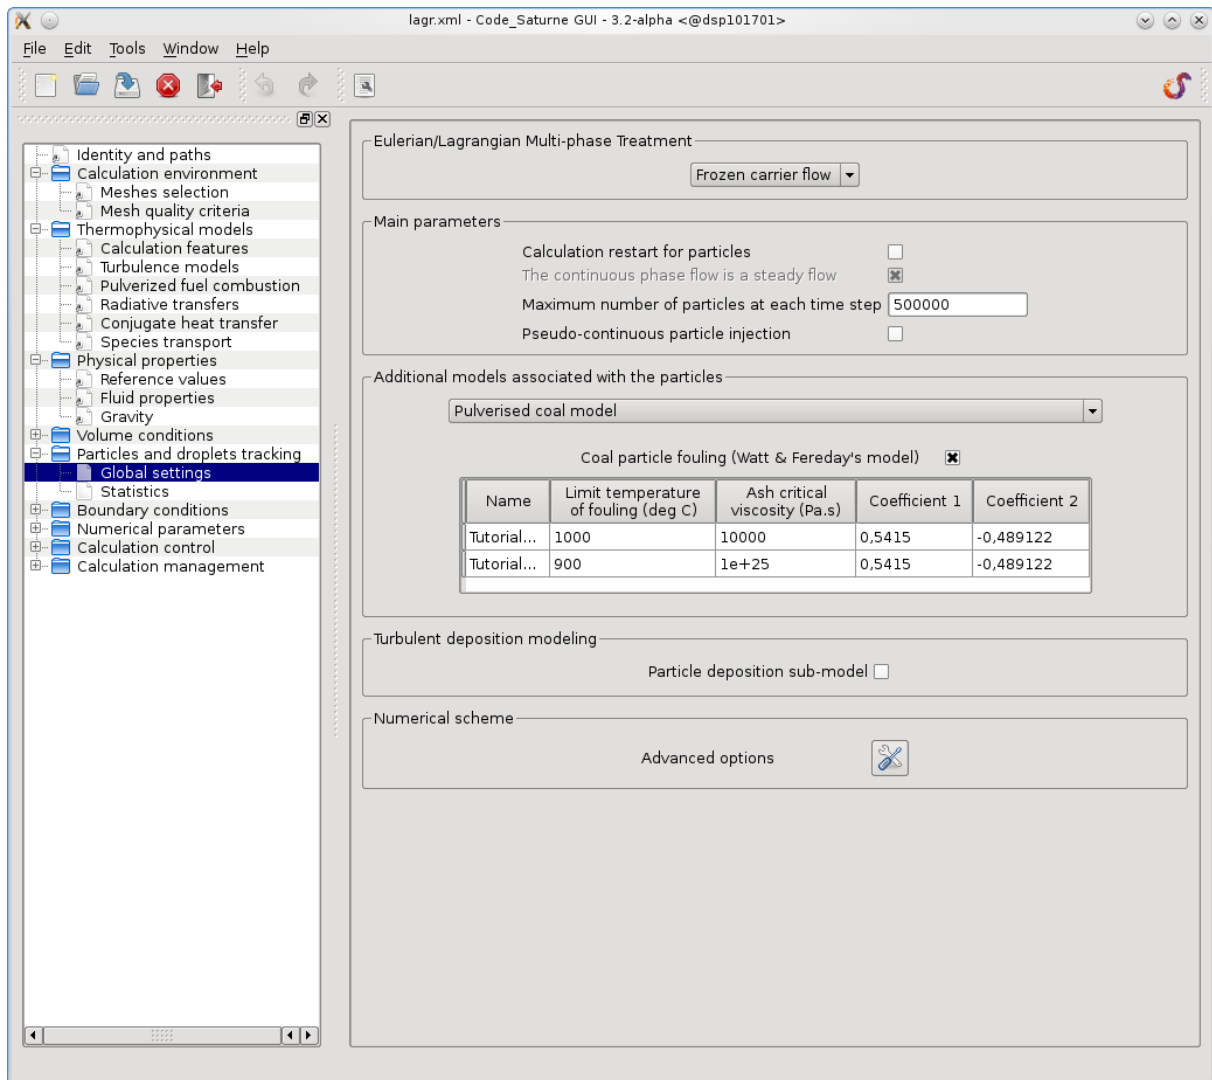 lagr.xml - Code_Saturne GUI - 3.2-alpha <@dsp101701>
File Edit Tools Window Help
Identity and paths
Calculation environment
Meshes selection
Mesh quality criteria
Thermophysical models
Calculation features
Turbulence models
Pulverized fuel combustion
Radiative transfers
Conjugate heat transfer
Species transport
Physical properties
Reference values
Fluid properties
Gravity
Volume conditions
Particles and droplets tracking
Global settings
Statistics
Boundary conditions
Numerical parameters
Calculation control
Calculation management
Eulerian/Lagrangian Multi-phase Treatment
Frozen carrier flow
Main parameters
Calculation restart for particles
The continuous phase flow is a steady flow
Maximum number of particles at each time step 500000
Pseudo-continuous particle injection
Additional models associated with the particles
Pulverised coal model
Coal particle fouling (Watt & Fereday's model)
Name Limit temperature of fouling (deg C) Ash critical viscosity (Pa.s) Coefficient 1 Coefficient 2
Tutorial... 1000 10000 0,5415 -0,489122
Tutorial... 900 1e+25 0,5415 -0,489122
Turbulent deposition modeling
Particle deposition sub-model
Numerical scheme
Advanced options